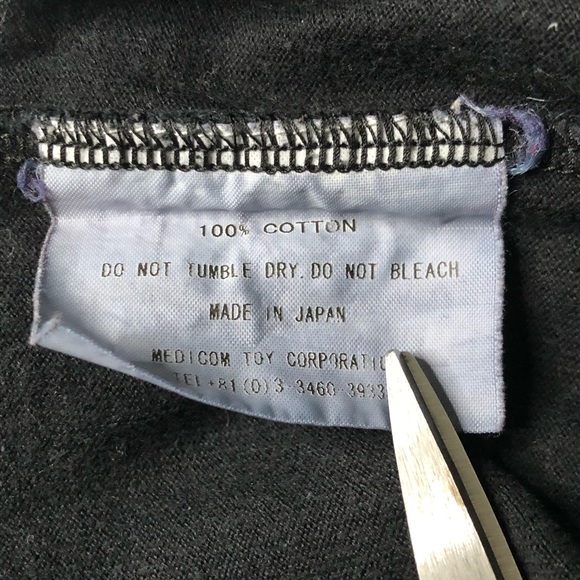 100% COTTON
DO NOT TUMBLE DRY. DO NOT BLEACH
MADE IN JAPAN
MEDICOM TOY CORPORATIO
TEL +81(0)3-3460-3933